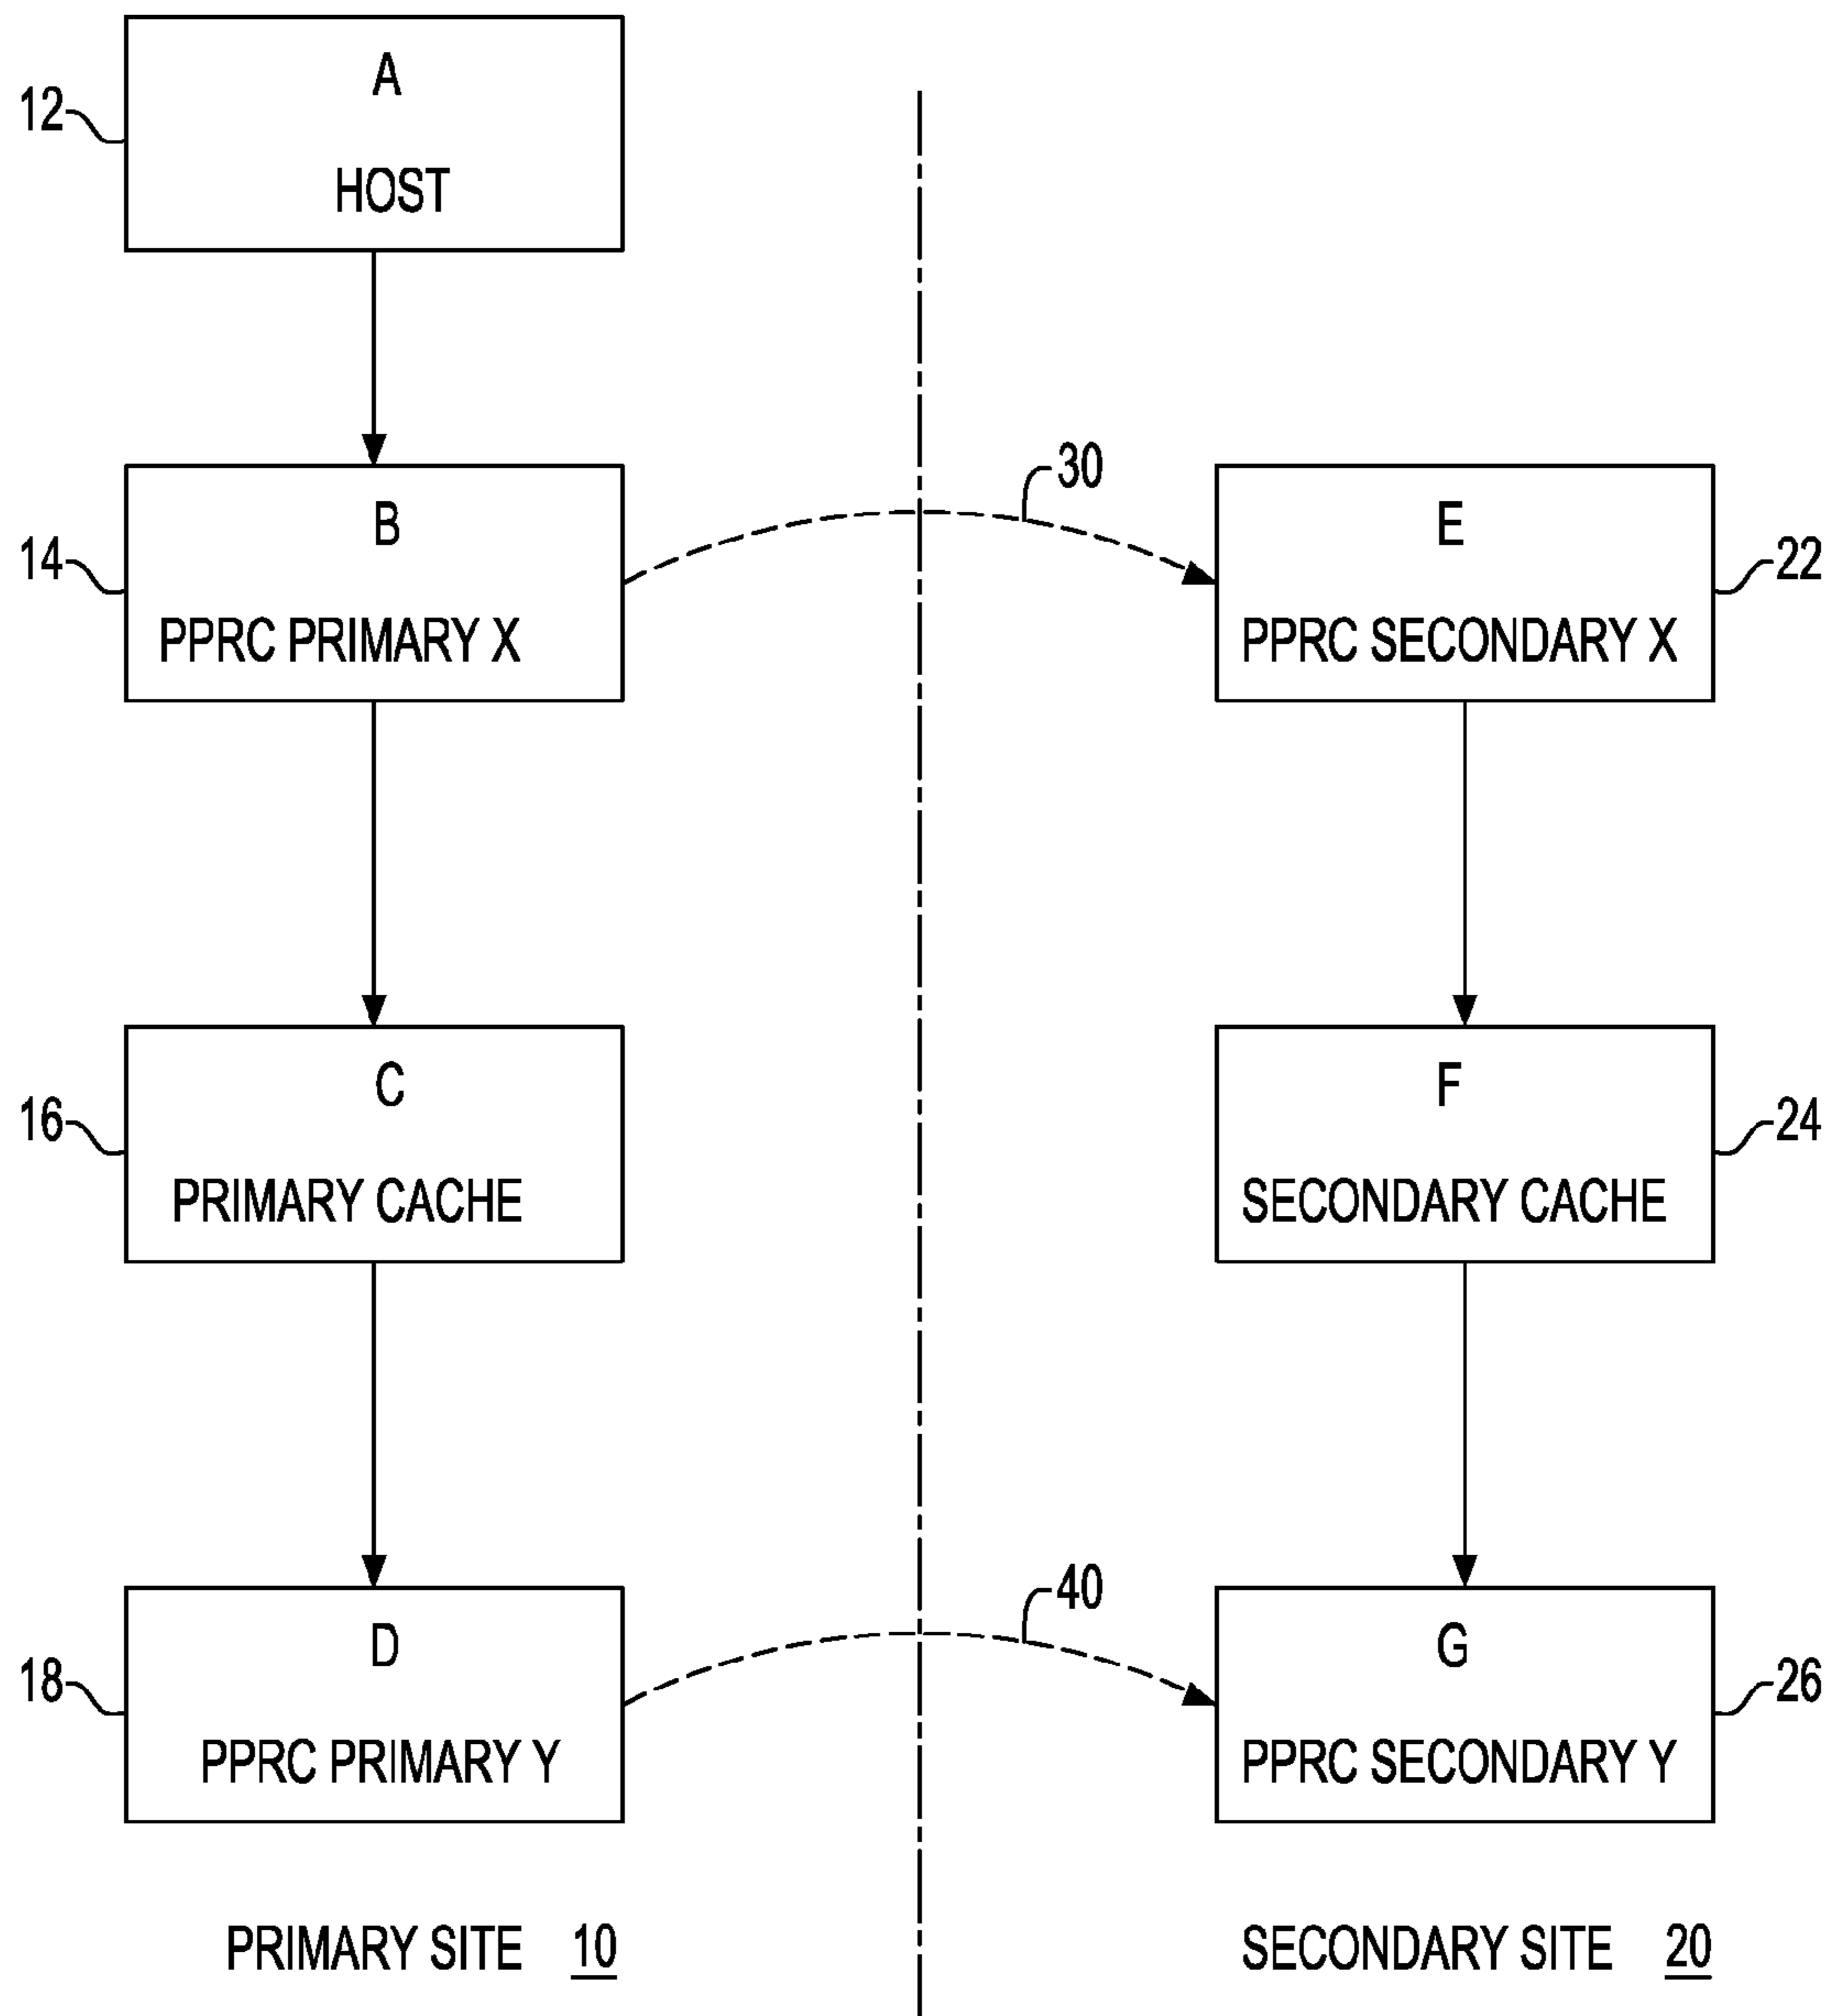 A
12
HOST
30
B
E
14
22
PPRC PRIMARY X
PPRC SECONDARY X
C
F
16
24
PRIMARY CACHE
SECONDARY CACHE
40
D
G
18
26
PPRC PRIMARY Y
PPRC SECONDARY Y
PRIMARY SITE 10
SECONDARY SITE 20